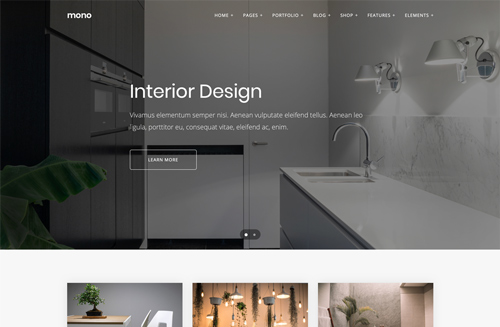 mono
HOME
PAGES
PORTFOLIO
BLOG
SHOP
FEATURES
ELEMENTS
Interior Design
Vivamus elementum semper nisi. Aenean vulputate eleifend tellus. Aenean leo
ligula, porttitor eu, consequat vitae, eleifend ac, enim.
LEARN MORE